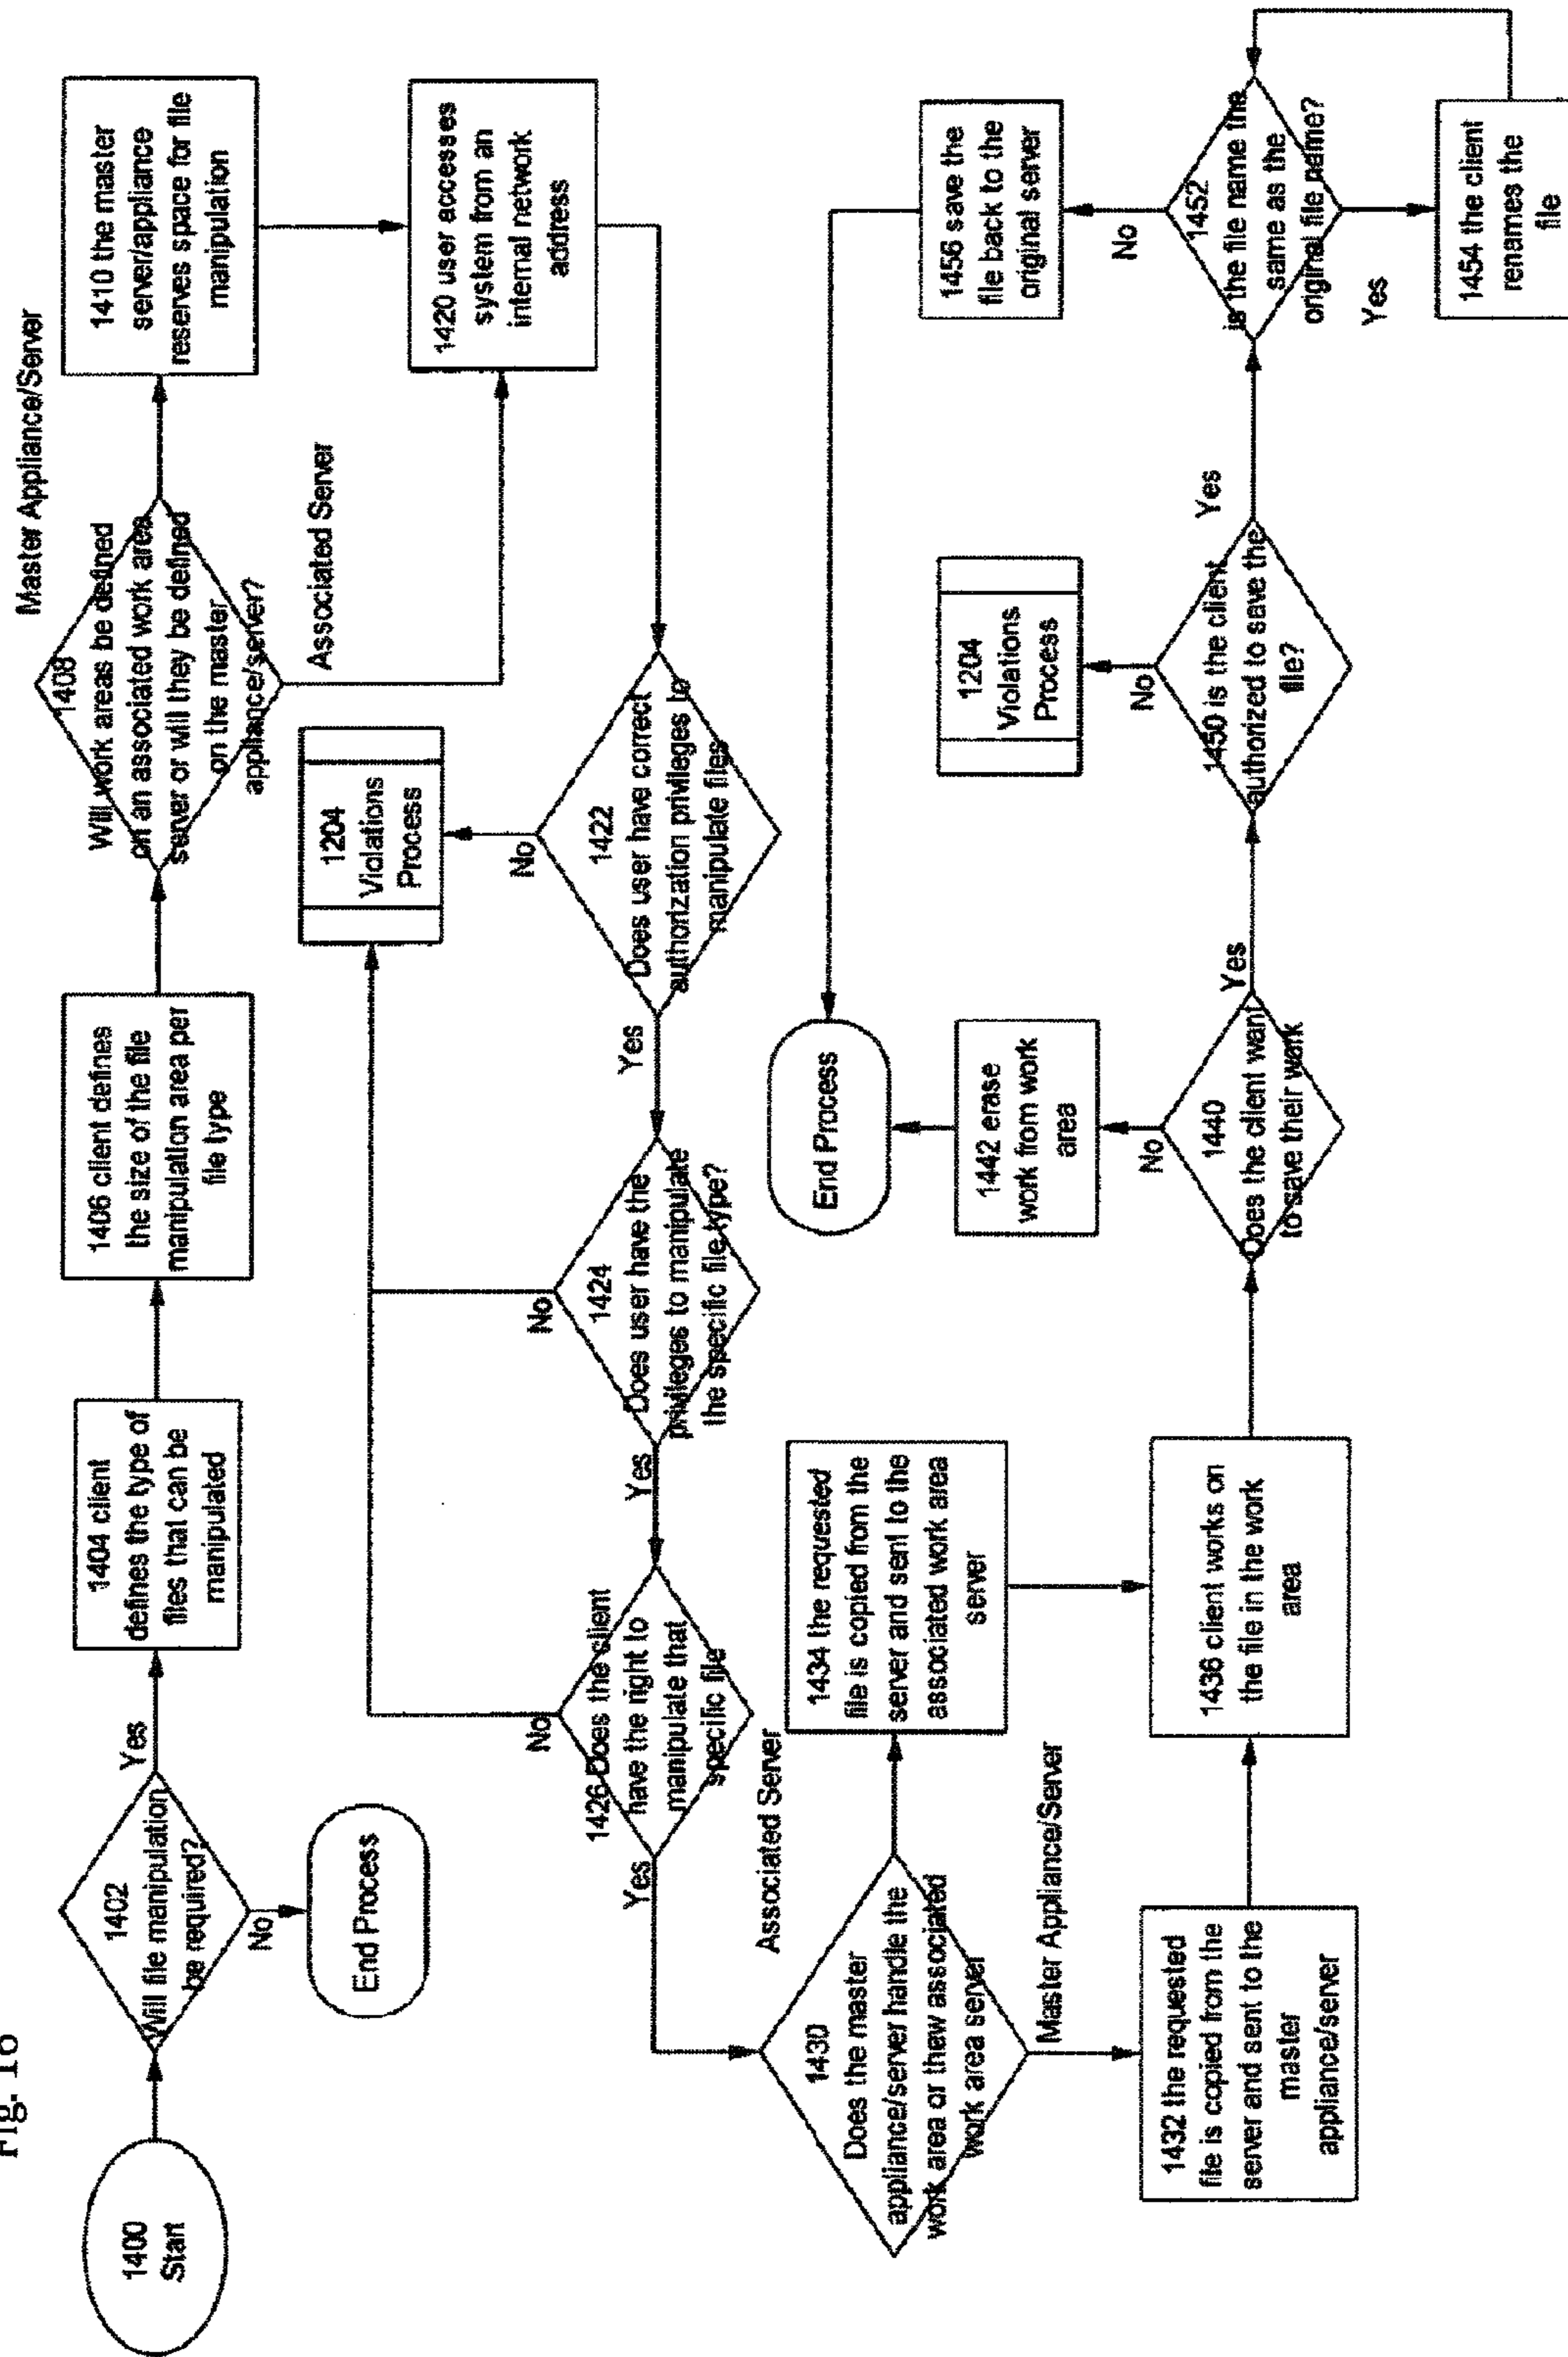 Fig. 16
1400
Start
1402
Will file manipulation
be required?
Yes
No
End Process
1404 client
defines the type of
files that can be
manipulated
1406 client defines
the size of the file
manipulation area per
file type
1408
Will work areas be defined
on an associated work area
server or will they be defined
on the master
appliance/server?
Master Appliance/Server
Associated Server
1410 the master
server/appliance
reserves space for file
manipulation
1420 user accesses
system from an
internal network
address
1422
Does user have correct
authorization privileges to
manipulate files
No
Yes
1204
Violations
Process
1424
Does user have the
privileges to manipulate
the specific file type?
No
Yes
1426 Does the client
have the right to
manipulate that
specific file
No
Yes
1430
Does the master
appliance/server handle the
work area or thew associated
work area server
Associated Server
Master Appliance/Server
1434 the requested
file is copied from the
server and sent to the
associated work area
server
1432 the requested
file is copied from the
server and sent to the
master
appliance/server
1436 client works on
the file in the work
area
1440
Does the client want
to save their work
No
Yes
1442 erase
work from work
area
End Process
1450 is the client
authorized to save the
file?
No
Yes
1204
Violations
Process
1452
is the file name the
same as the
original file name?
No
Yes
1456 save the
file back to the
original server
1454 the client
renames the
file